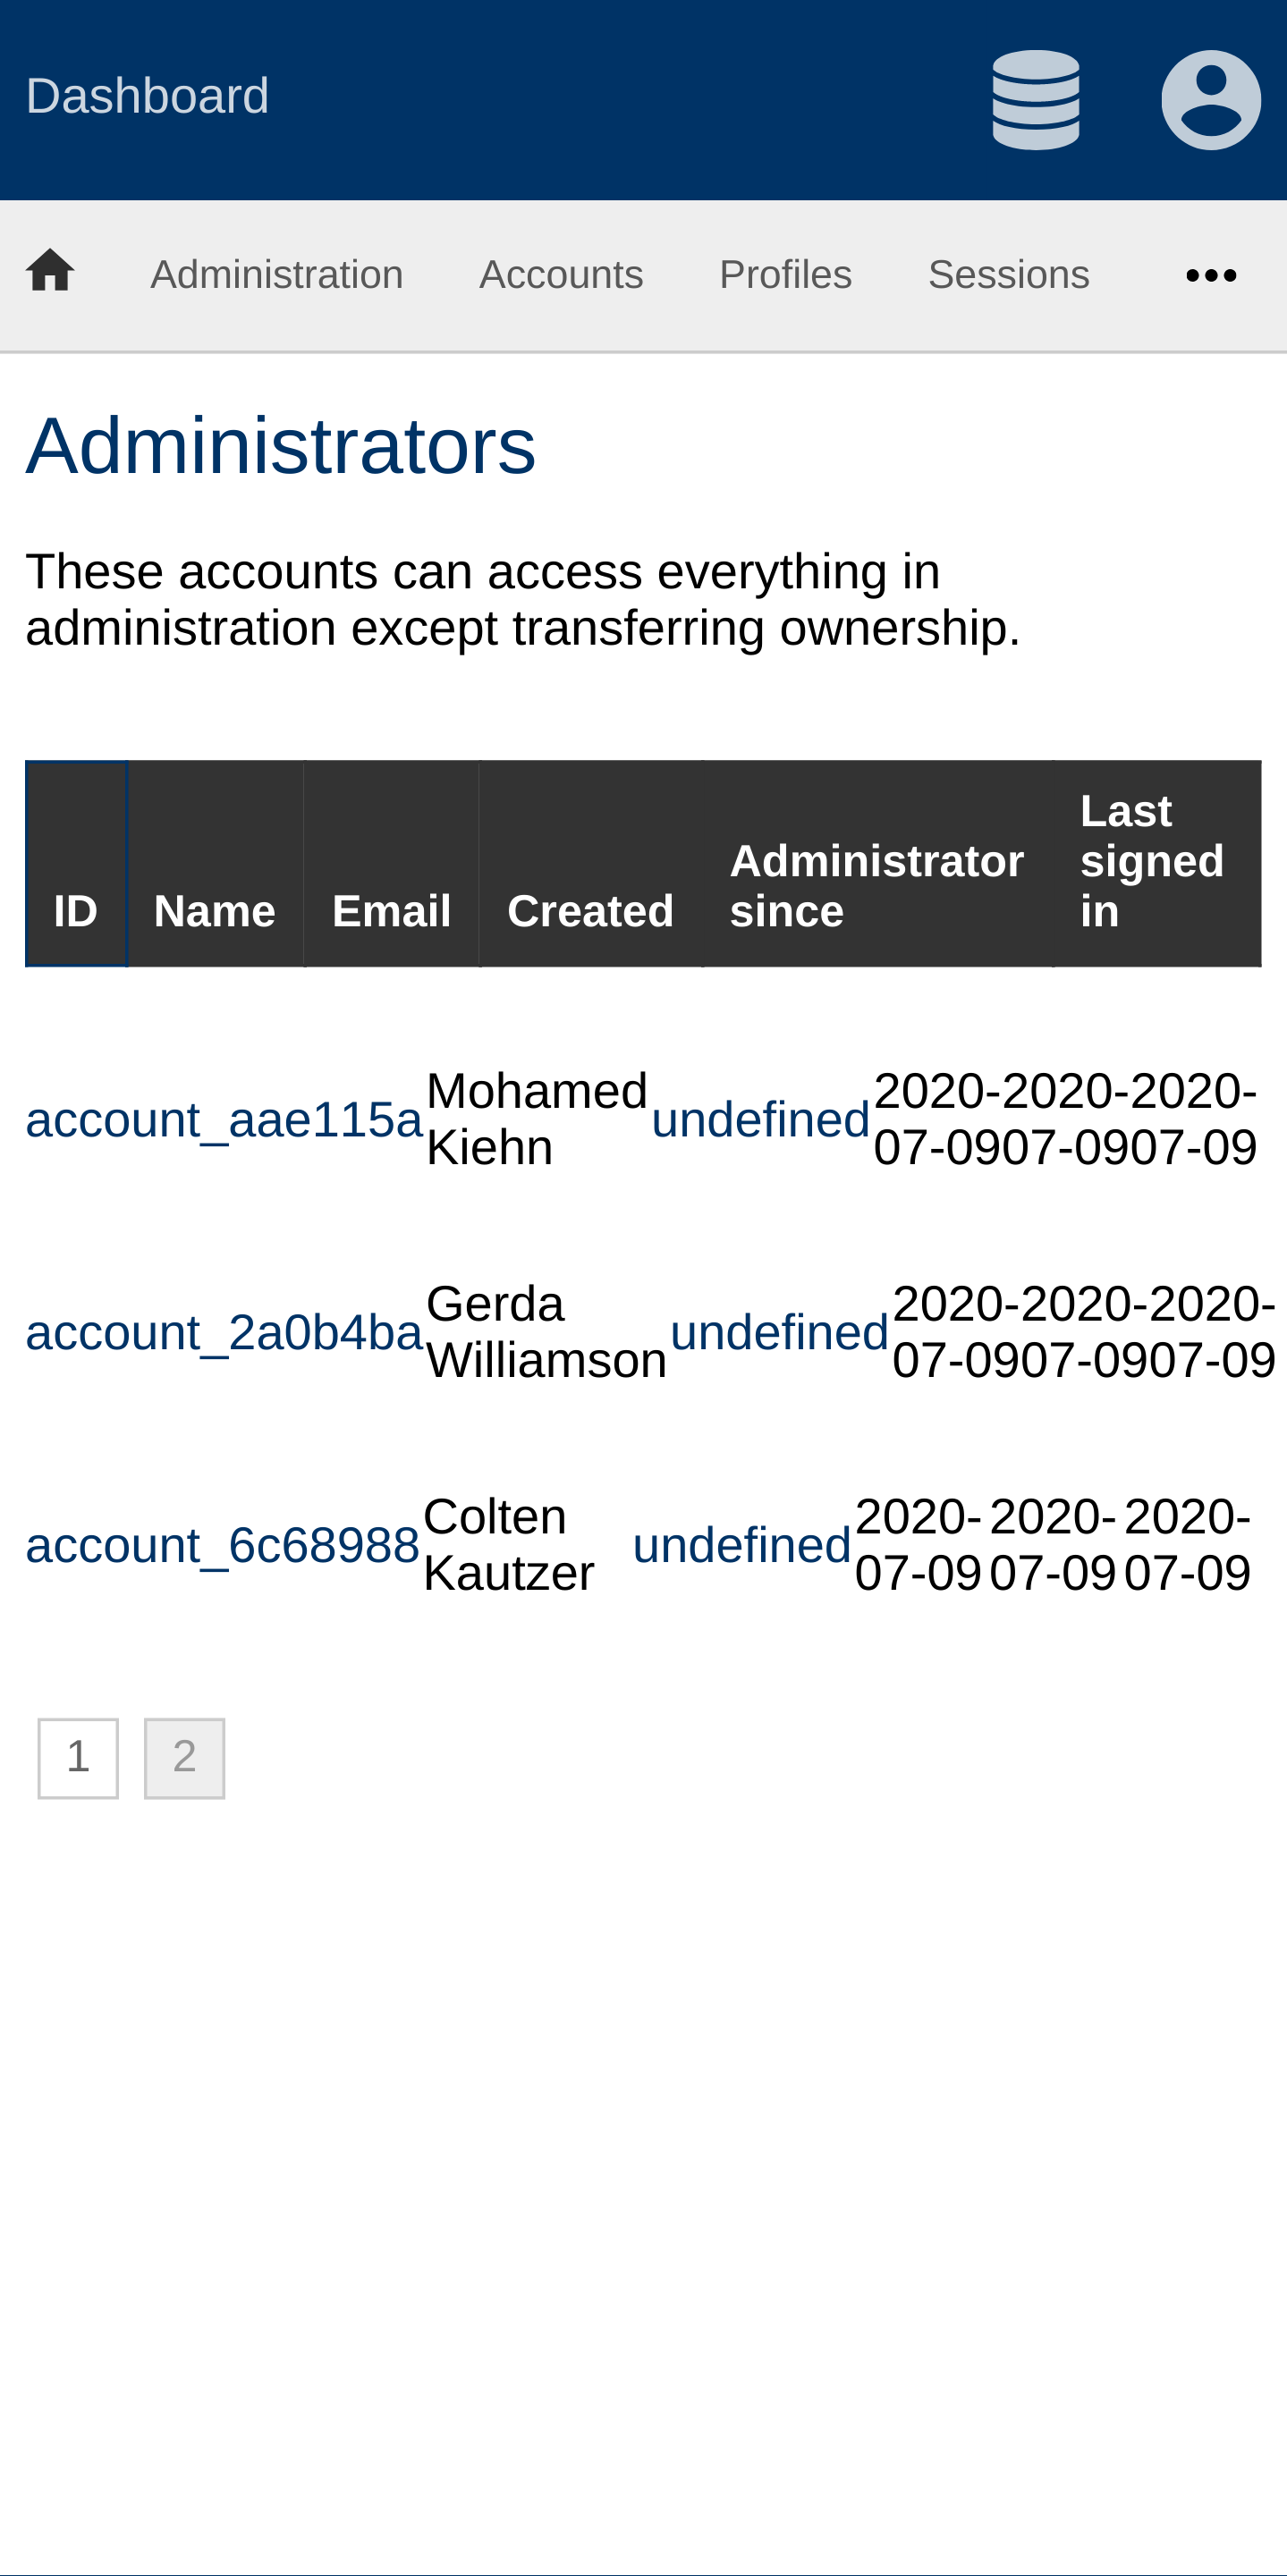 Dashboard
Administration Accounts Profiles Sessions
Administrators
These accounts can access everything in
administration except transferring ownership.
ID Name Email Created Administrator since Last signed in
account_aae115a Mohamed Kiehn undefined 2020-07-09 2020-07-09 2020-07-09
account_2a0b4ba Gerda Williamson undefined 2020-07-09 2020-07-09 2020-07-09
account_6c68988 Colten Kautzer undefined 2020-07-09 2020-07-09 2020-07-09
1 2